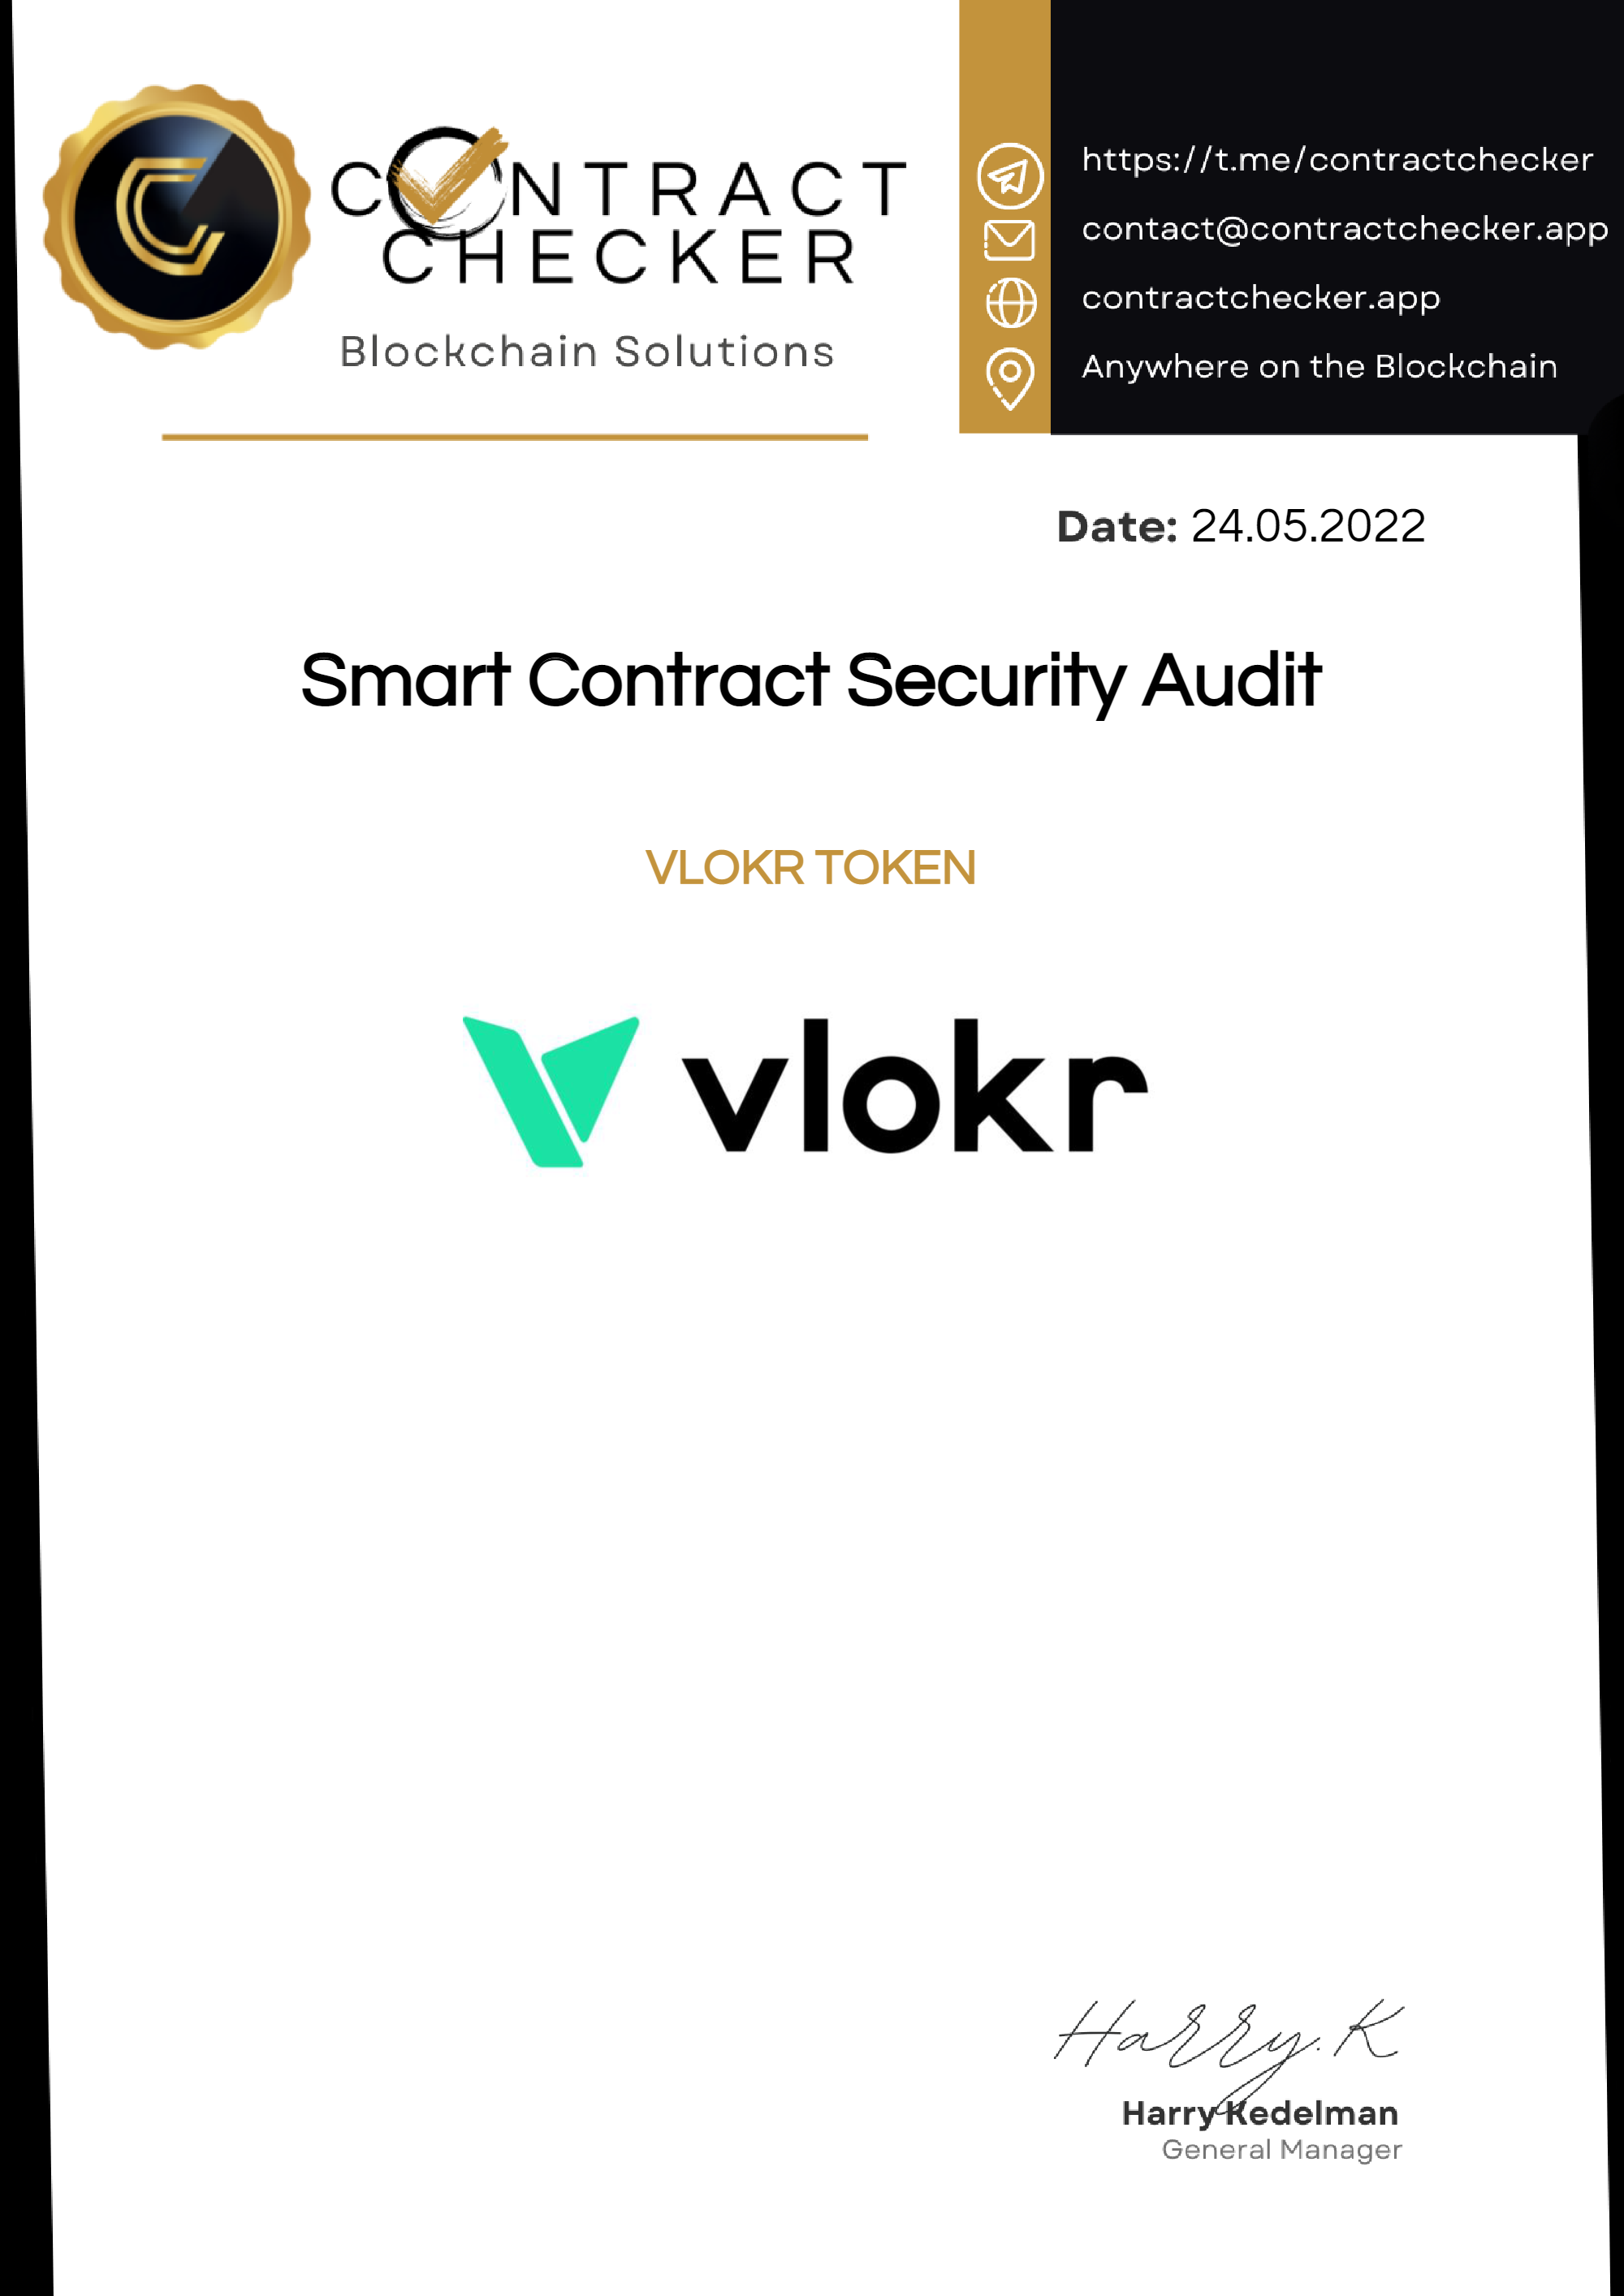 CONTRACT
CHECKER
Blockchain Solutions
https://t.me/contractchecker
contact@contractchecker.app
contractchecker.app
Anywhere on the Blockchain
Date: 24.05.2022
Smart Contract Security Audit
VLOKR TOKEN
vlokr
Harry.K
Harry Kedelman
General Manager